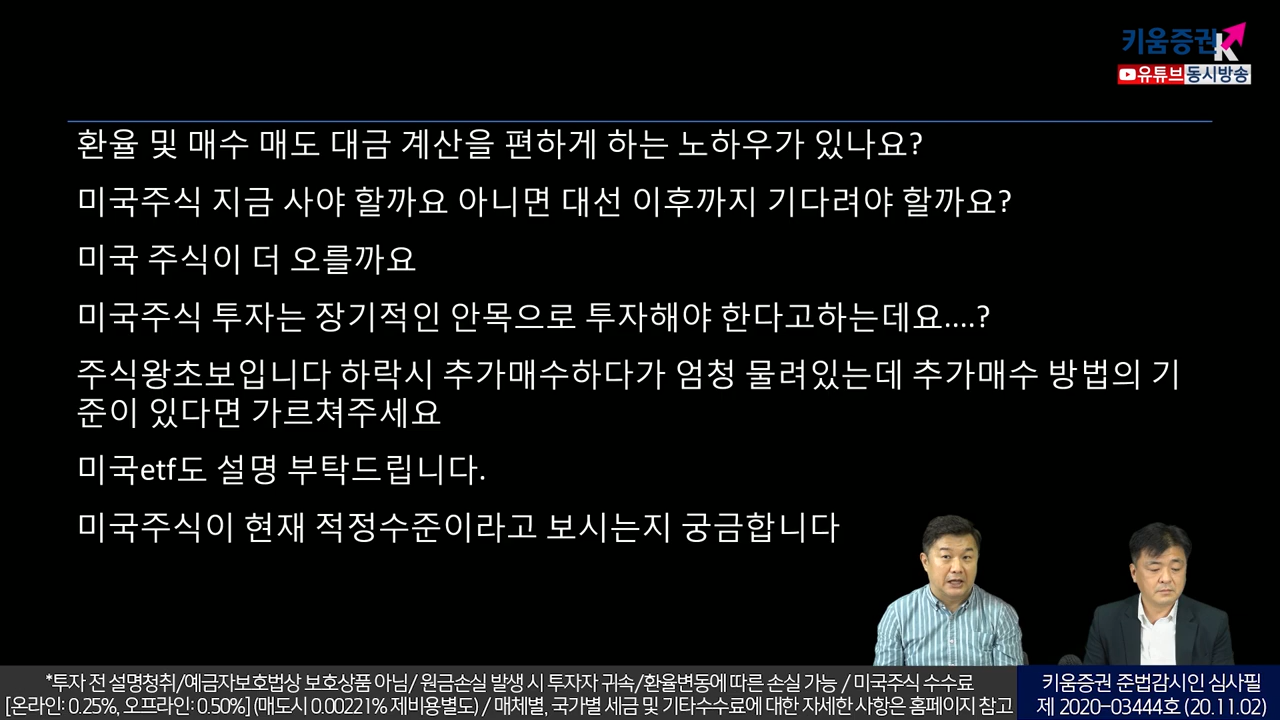 키움증권
유튜브동시방송
환율 및 매수 매도 대금 계산을 편하게 하는 노하우가 있나요?
미국주식 지금 사야 할까요 아니면 대선 이후까지 기다려야 할까요?
미국 주식이 더 오를까요
미국주식 투자는 장기적인 안목으로 투자해야 한다고하는데요....?
주식왕초보입니다 하락시 추가매수하다가 엄청 물려있는데 추가매수 방법의 기
준이 있다면 가르쳐주세요
미국etf도 설명 부탁드립니다.
미국주식이 현재 적정수준이라고 보시는지 궁금합니다
*투자 전 설명청취/예금자보호법상 보호상품 아님/ 원금손실 발생 시 투자자 귀속/환율변동에 따른 손실 가능 / 미국주식 수수료
[온라인: 0.25%, 오프라인: 0.50%] (매도시 0.00221% 제비용별도) / 매체별, 국가별 세금 및 기타수수료에 대한 자세한 사항은 홈페이지 참고
키움증권 준법감시인 심사필
제 2020-03444호 (20.11.02)